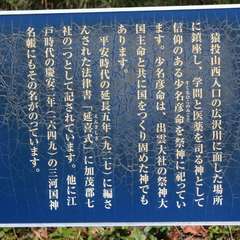 猿投山西入口の広沢川に面した場所
に鎮座し、学問と医薬を司る神として
信仰のある少名彦命を祭神に祀ってい
ます。少名彦命は、出雲大社の祭神大
国主命と共に国をつくり固めた神でも
あります。
平安時代の延長五年(九二七)に編さ
んされた法律書「延喜式」に加茂郡七
社の一つとして記されています。他に江
戸時代の慶安二年(一六四九)の三河国神
名帳にもその名がのっています。